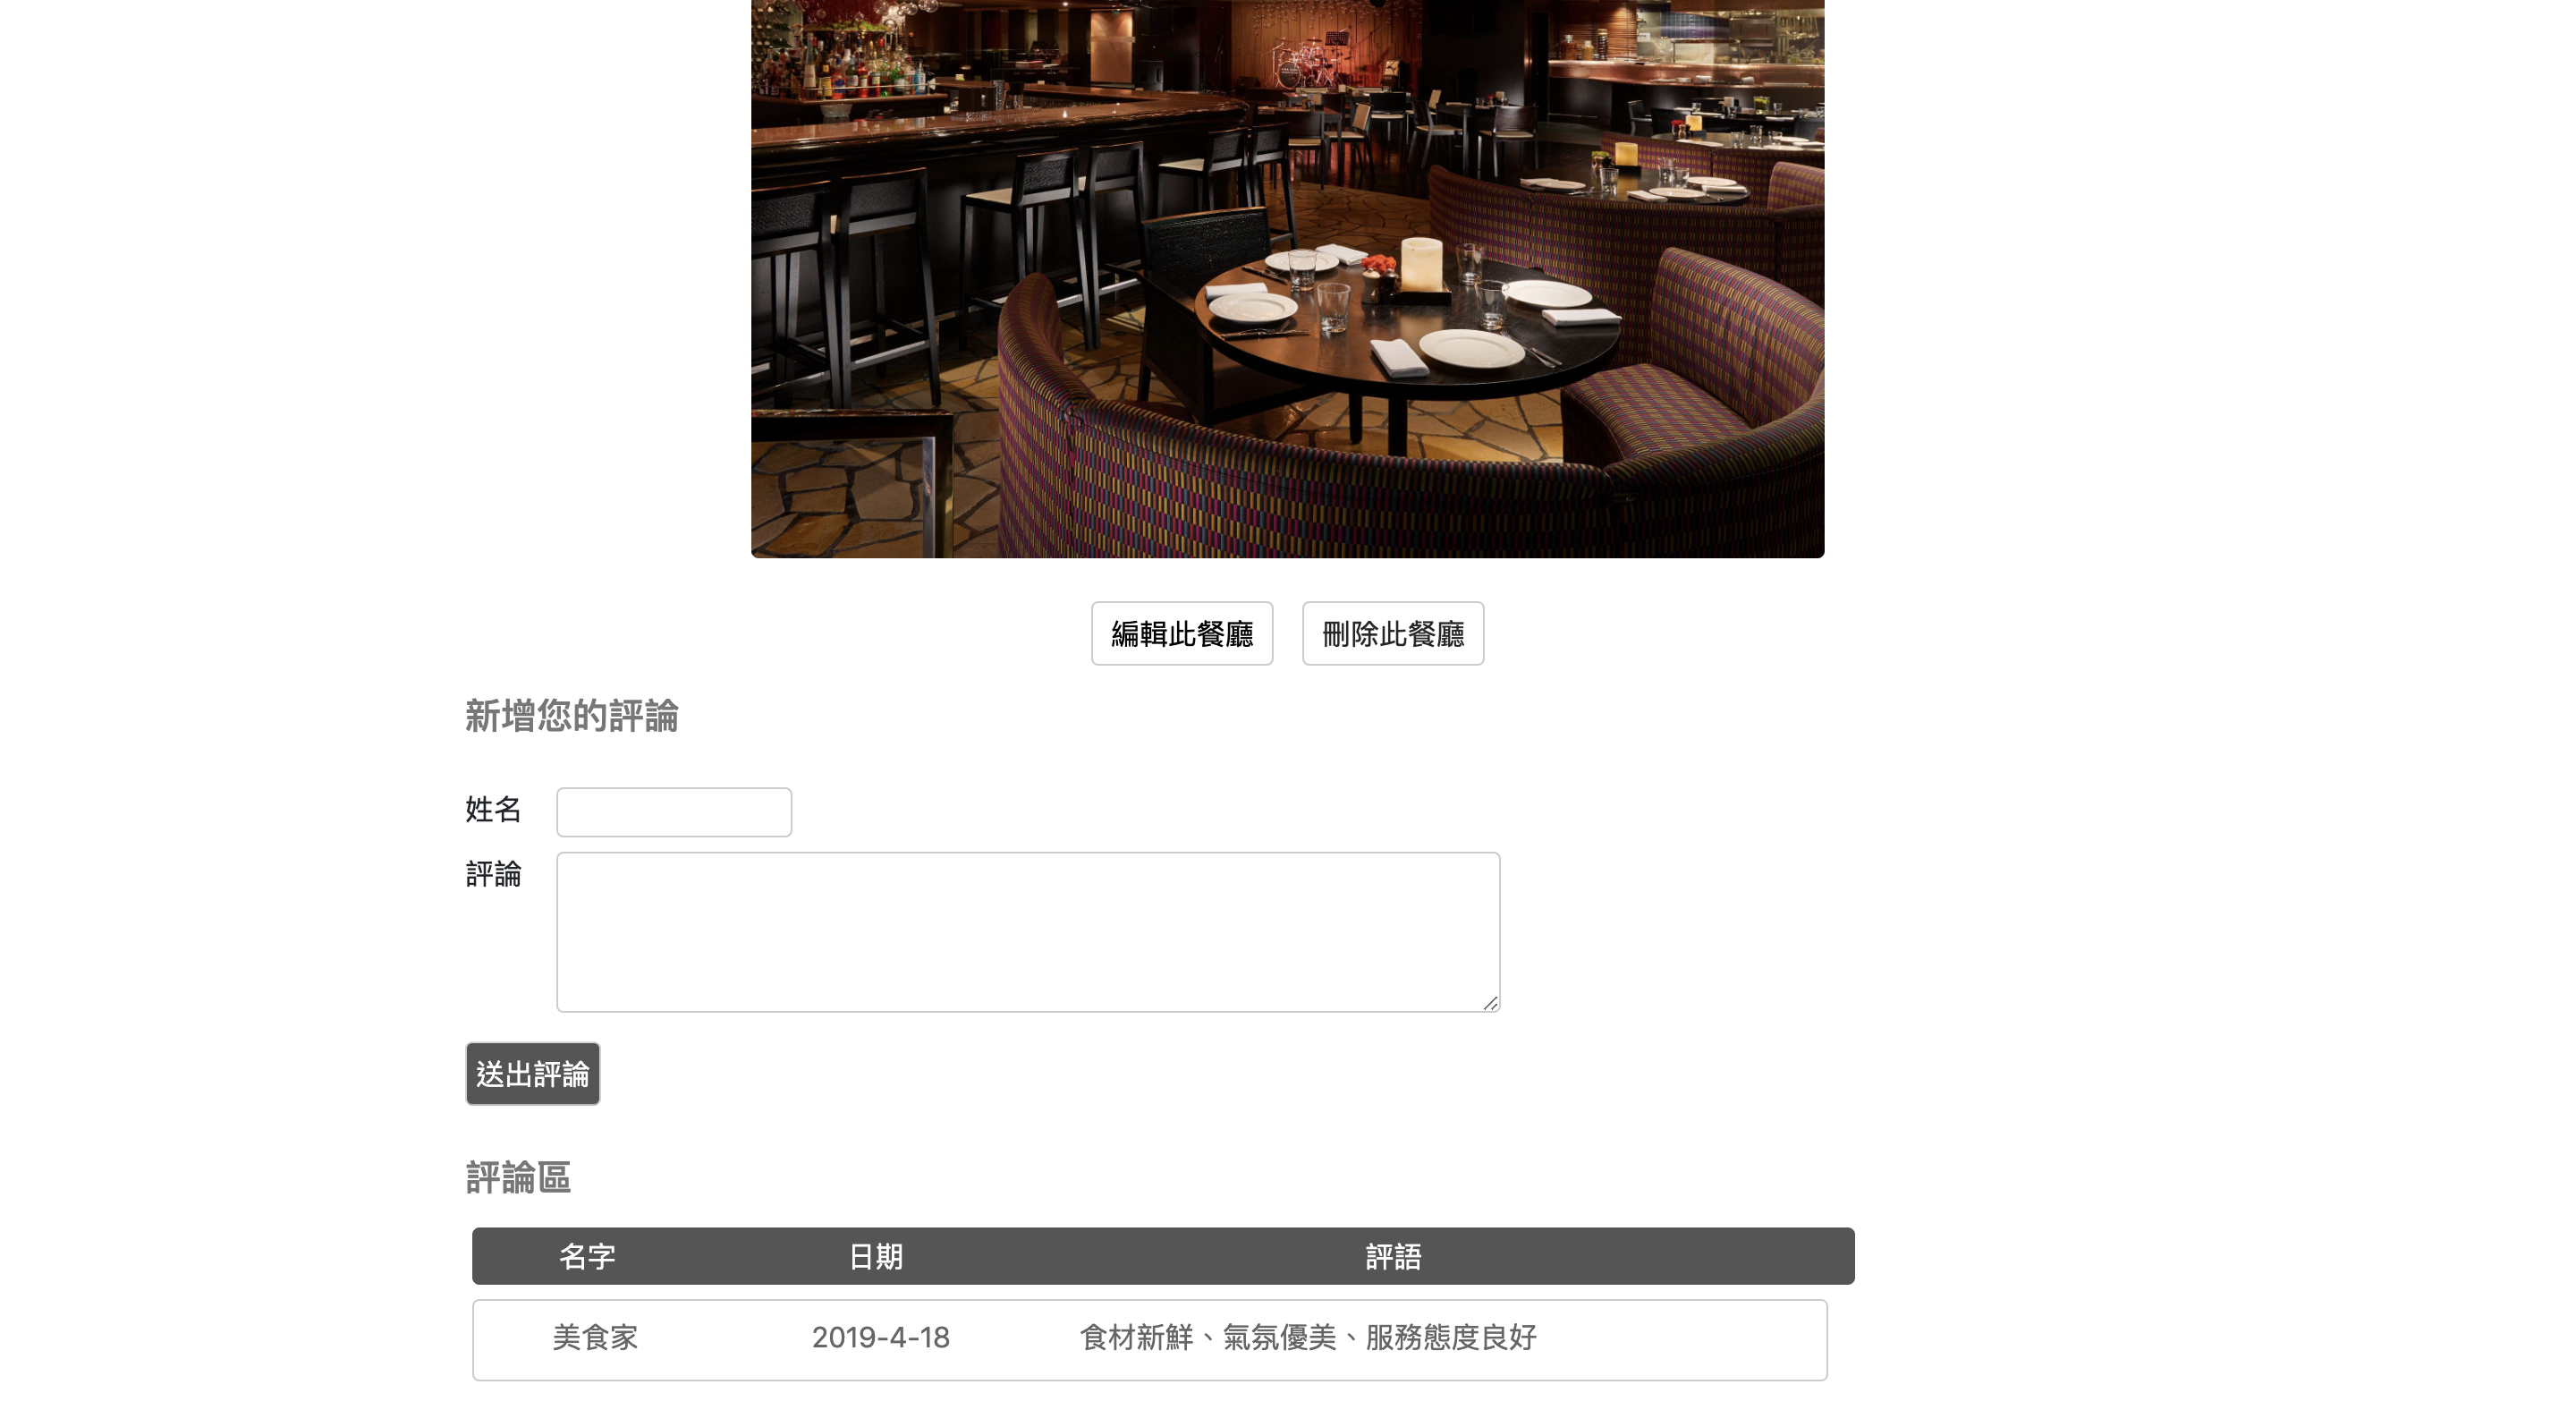 編輯此餐廳 刪除此餐廳
新增您的評論
姓名
評論
送出評論
評論區
名字 日期 評語
美食家 2019-4-18 食材新鮮、氣氛優美、服務態度良好